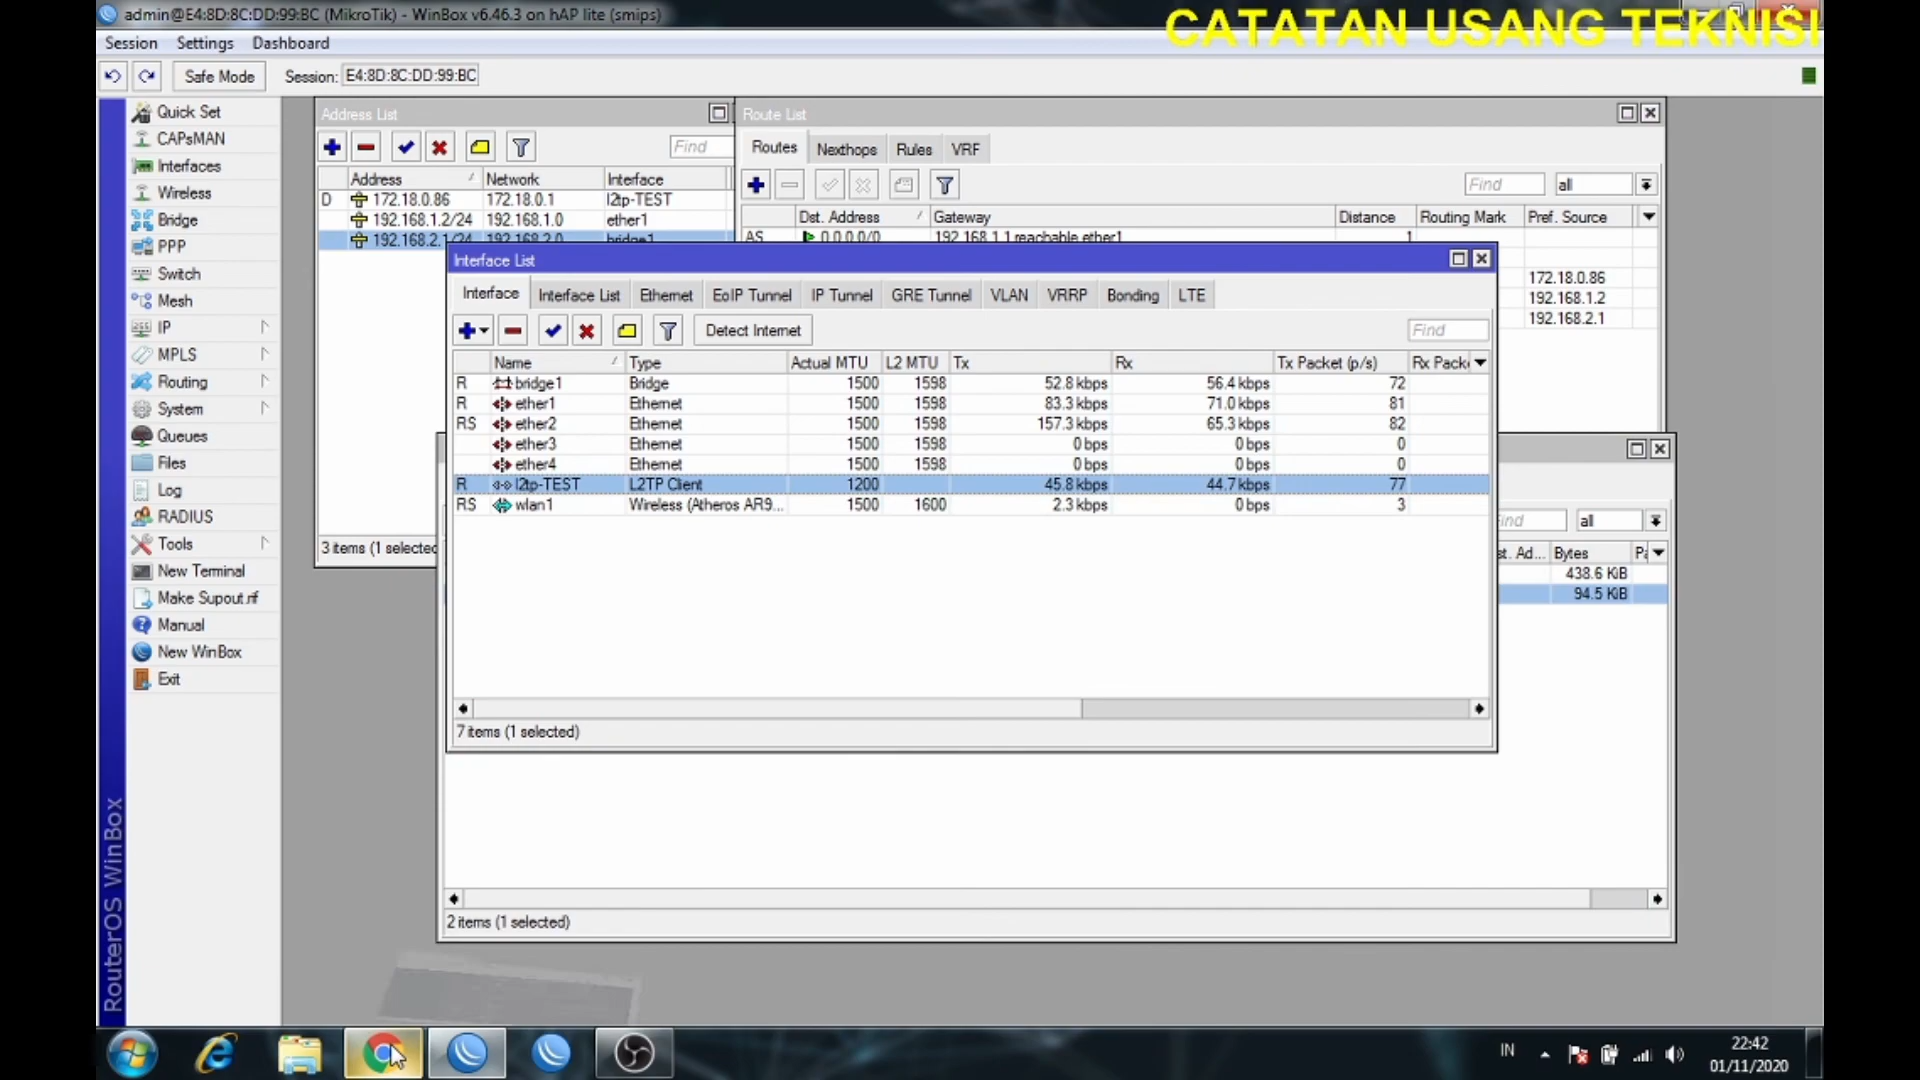 admin@E4:8D:8C:DD:99:BC (MikroTik) - WinBox v6.46.3 on hAP lite (smips)
CATATAN USANG TEKNISI
Session Settings Dashboard
Safe Mode Session: E4:8D:8C:DD:99:BC
Quick Set
CAPsMAN
Interfaces
Wireless
Bridge
PPP
Switch
Mesh
IP
MPLS
Routing
System
Queues
Files
Log
RADIUS
Tools
New Terminal
Make Supout.rif
Manual
New WinBox
Exit
RouterOS WinBox
Address List
Find
Address Network Interface
D 172.18.0.86 172.18.0.1 l2tp-TEST
192.168.1.2/24 192.168.1.0 ether1
192.168.2.1/24 192.168.2.0 bridge1
3 items (1 selected
Route List
Routes Nexthops Rules VRF
Find all
Dst. Address Gateway Distance Routing Mark Pref. Source
AS 0.0.0.0/0 192.168.1.1 reachable ether1 1
172.18.0.86
192.168.1.2
192.168.2.1
Interface List
Interface Interface List Ethernet EoIP Tunnel IP Tunnel GRE Tunnel VLAN VRRP Bonding LTE
Detect Internet Find
Name Type Actual MTU L2 MTU Tx Rx Tx Packet (p/s) Rx Pack
R bridge1 Bridge 1500 1598 52.8 kbps 56.4 kbps 72
R ether1 Ethernet 1500 1598 83.3 kbps 71.0 kbps 81
RS ether2 Ethernet 1500 1598 157.3 kbps 65.3 kbps 82
ether3 Ethernet 1500 1598 0 bps 0 bps 0
ether4 Ethernet 1500 1598 0 bps 0 bps 0
R l2tp-TEST L2TP Client 1200 45.8 kbps 44.7 kbps 77
RS wlan1 Wireless (Atheros AR9... 1500 1600 2.3 kbps 0 bps 3
7 items (1 selected)
Find all
st. Ad... Bytes Pa
438.6 KiB
94.5 KiB
2 items (1 selected)
IN
22:42
01/11/2020